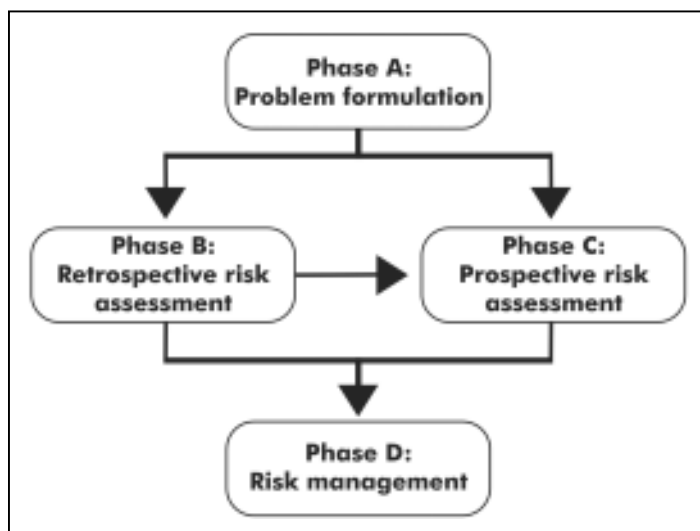 Phase A:
Problem formulation
Phase B:
Retrospective risk
assessment
Phase C:
Prospective risk
assessment
Phase D:
Risk management